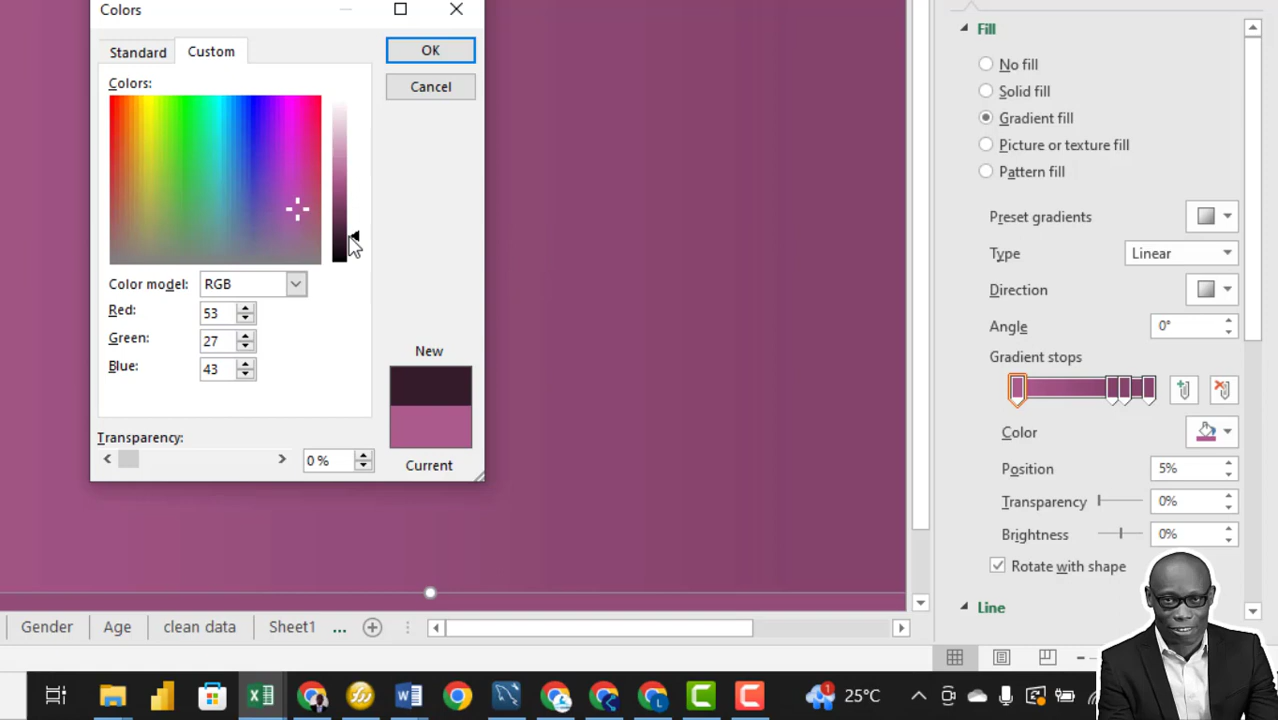 Colors
Standard
Custom
OK
Colors:
Cancel
Color model:
RGB
Red:
53
Green:
27
Blue:
43
New
Transparency:
0 %
Current
Fill
No fill
Solid fill
Gradient fill
Picture or texture fill
Pattern fill
Preset gradients
Type
Linear
Direction
Angle
0°
Gradient stops
Color
Position
5%
Transparency
0%
Brightness
0%
Rotate with shape
Line
Gender
Age
clean data
Sheet1
...
25°C